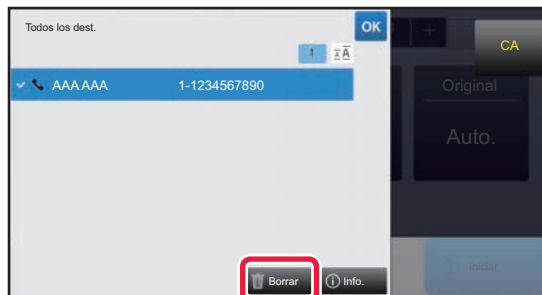 Todos los dest.
OK
CA
1
AAA AAA 1-1234567890
Original
Auto.
Borrar
Info.
Iniciar